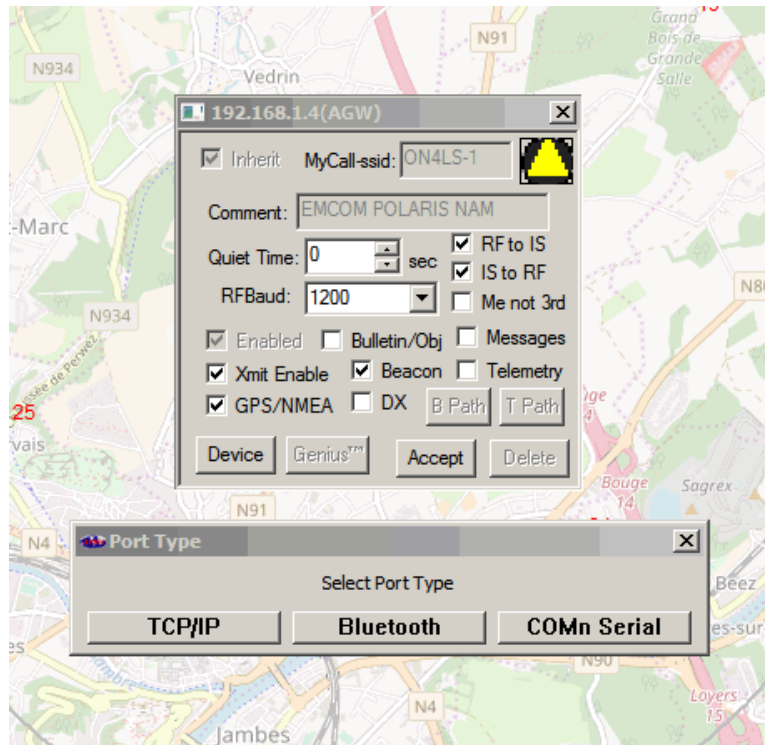 15
Grand
Bois de
Grande
Salle
N91
N934
Vedrin
192.168.1.4(AGW)
Inherit MyCall-ssid: ON4LS-1
Comment: EMCOM POLARIS NAM
-Marc
Quiet Time: 0 sec RF to IS
IS to RF
RFBaud: 1200 Me not 3rd
N934
Enabled Bulletin/Obj Messages
Xmit Enable Beacon Telemetry
GPS/NMEA DX B Path T Path
25
vais
Device Genius™ Accept Delete
Bouge
14
Sagrex
N91
N4
Port Type
Select Port Type
TCP/IP Bluetooth COMn Serial
Beez
es-sur
es
N90
N4
Loyers
15
Jambes